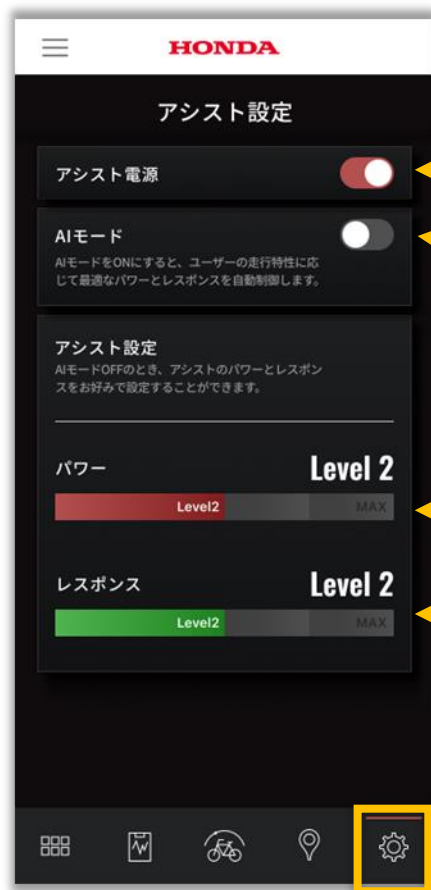 HONDA
アシスト設定
アシスト電源
AIモード
AIモードをONにすると、ユーザーの走行特性に応
じて最適なパワーとレスポンスを自動制御します。
アシスト設定
AIモードOFFのとき、アシストのパワーとレスポン
スをお好みで設定することができます。
パワー Level 2
Level2 MAX
レスポンス Level 2
Level2 MAX